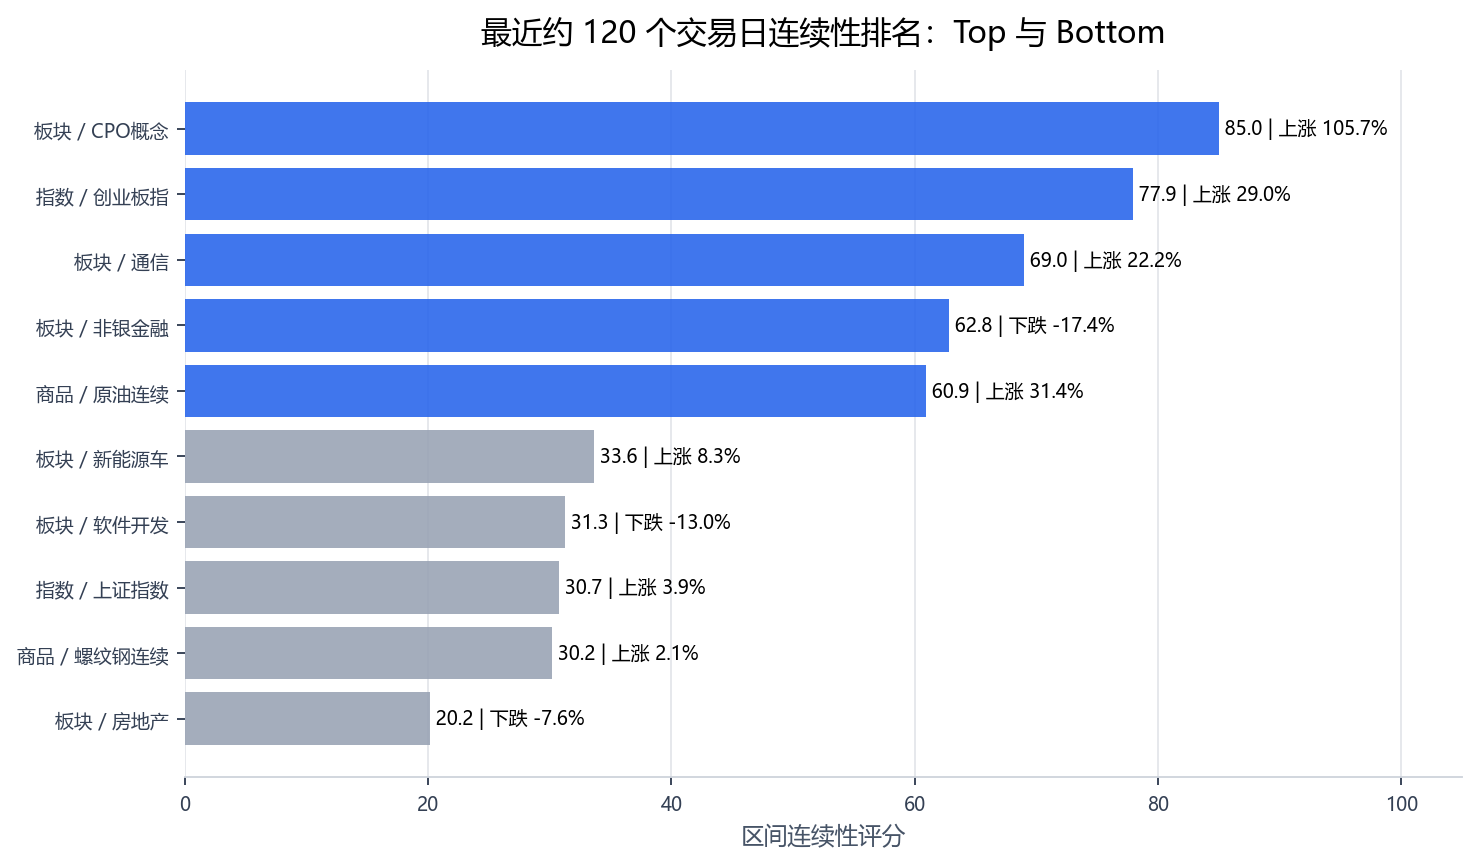 最近约 120 个交易日连续性排名：Top 与 Bottom
板块 / CPO概念
85.0 | 上涨 105.7%
指数 / 创业板指
77.9 | 上涨 29.0%
板块 / 通信
69.0 | 上涨 22.2%
板块 / 非银金融
62.8 | 下跌 -17.4%
商品 / 原油连续
60.9 | 上涨 31.4%
板块 / 新能源车
33.6 | 上涨 8.3%
板块 / 软件开发
31.3 | 下跌 -13.0%
指数 / 上证指数
30.7 | 上涨 3.9%
商品 / 螺纹钢连续
30.2 | 上涨 2.1%
板块 / 房地产
20.2 | 下跌 -7.6%
0 20 40 60 80 100
区间连续性评分